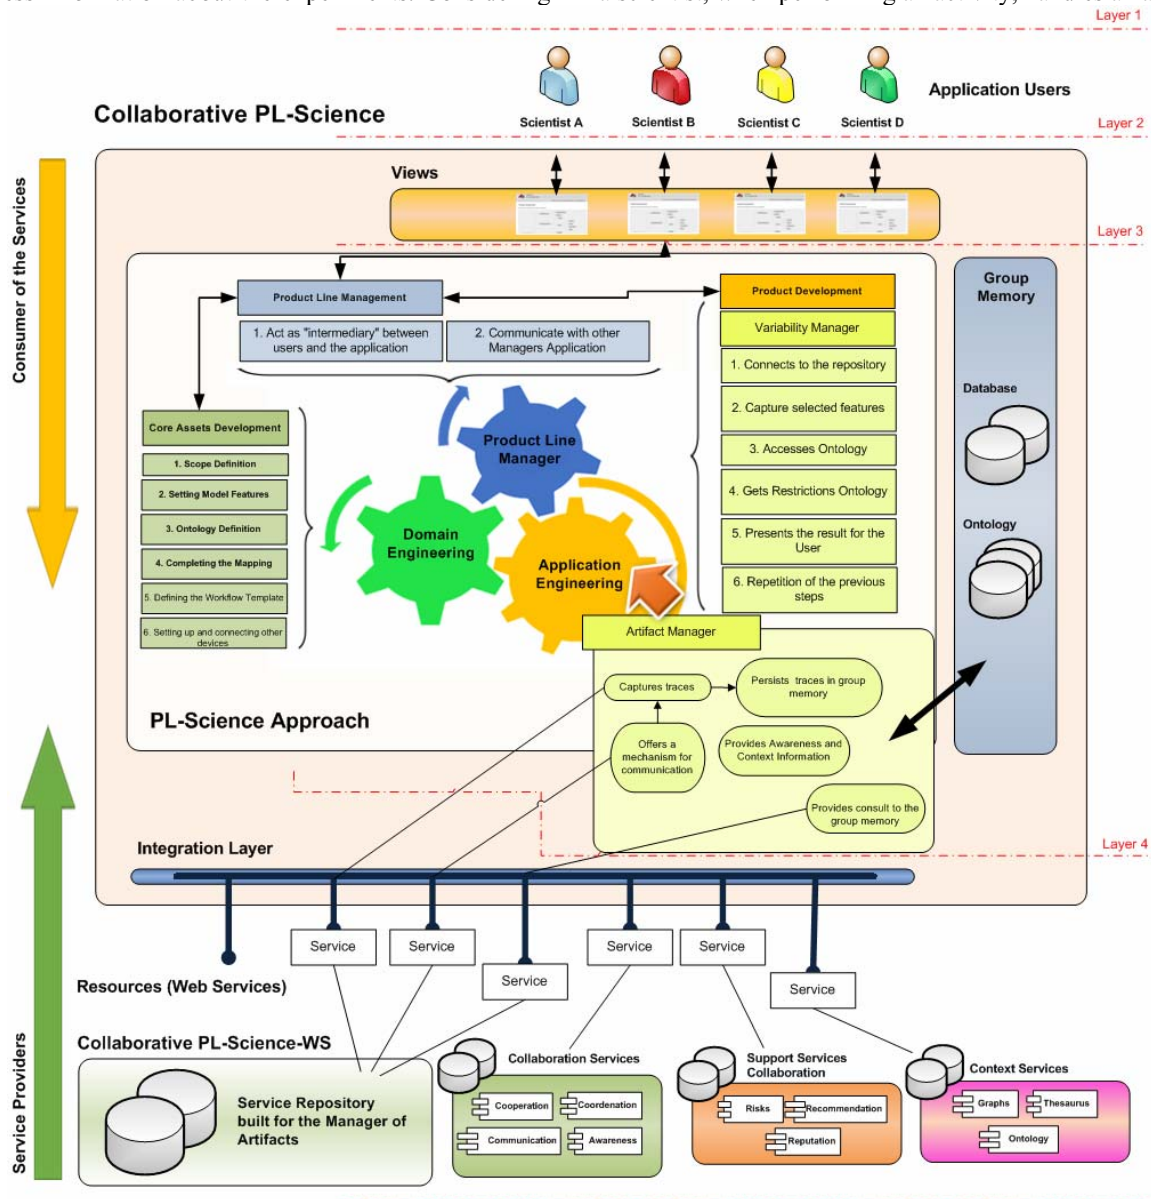 Layer 1
Application Users
Scientist A
Scientist B
Scientist C
Scientist D
Collaborative PL-Science
Layer 2
Consumer of the Services
Views
Layer 3
Product LIne Management
1. Act as "intermediary" between
users and the application
2. Communicate with other
Managers Application
Product Development
Variability Manager
1. Connects to the repository
2. Capture selected features
3. Accesses Ontology
4. Gets Restrictions Ontology
5. Presents the result for the
User
6. Repetition of the previous
steps
Group
Memory
Database
Ontology
Core Assets Development
1. Scope Definition
2. Setting Model Features
3. Ontology Definition
4. Completing the Mapping
5. Defining the Workflow Template
6. Setting up and connecting other
devices
Product Line
Manager
Domain
Engineering
Application
Engineering
Artifact Manager
Captures traces
Persists traces in group
memory
Offers a
mechanism for
communication
Provides Awareness and
Context Information
Provides consult to the
group memory
PL-Science Approach
Layer 4
Integration Layer
Service
Service
Service
Service
Service
Service
Resources (Web Services)
Service Providers
Collaborative PL-Science-WS
Service Repository
built for the Manager of
Artifacts
Collaboration Services
Cooperation
Coordenation
Communication
Awareness
Support Services
Collaboration
Risks
Recommendation
Reputation
Context Services
Graphs
Thesaurus
Ontology